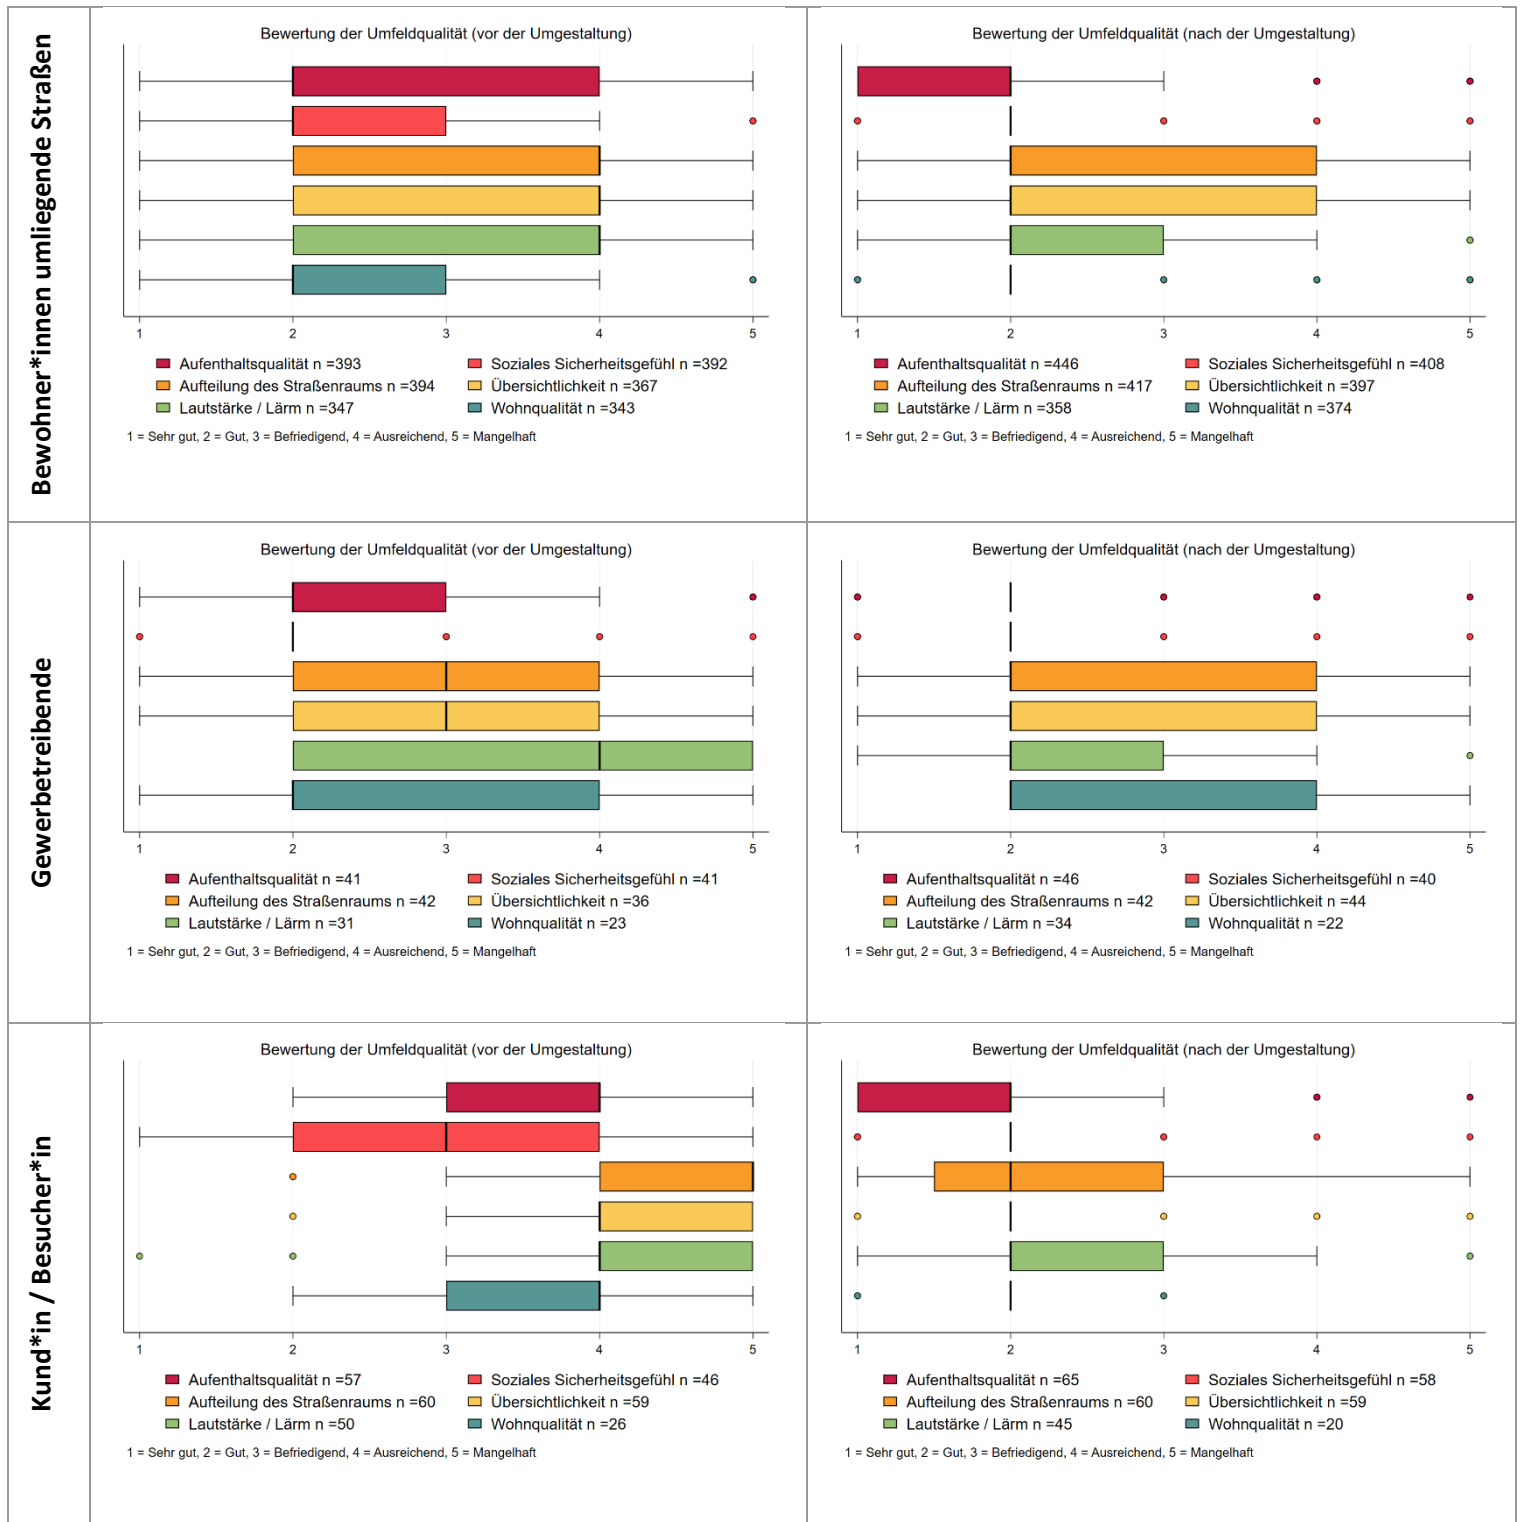 Bewohner*innen umliegende Straßen
Bewertung der Umfeldqualität (vor der Umgestaltung)
1 2 3 4 5
Aufenthaltsqualität n =393 Soziales Sicherheitsgefühl n =392
Aufteilung des Straßenraums n =394 Übersichtlichkeit n =367
Lautstärke / Lärm n =347 Wohnqualität n =343
1 = Sehr gut, 2 = Gut, 3 = Befriedigend, 4 = Ausreichend, 5 = Mangelhaft
Bewertung der Umfeldqualität (nach der Umgestaltung)
1 2 3 4 5
Aufenthaltsqualität n =446 Soziales Sicherheitsgefühl n =408
Aufteilung des Straßenraums n =417 Übersichtlichkeit n =397
Lautstärke / Lärm n =358 Wohnqualität n =374
1 = Sehr gut, 2 = Gut, 3 = Befriedigend, 4 = Ausreichend, 5 = Mangelhaft
Gewerbetreibende
Bewertung der Umfeldqualität (vor der Umgestaltung)
1 2 3 4 5
Aufenthaltsqualität n =41 Soziales Sicherheitsgefühl n =41
Aufteilung des Straßenraums n =42 Übersichtlichkeit n =36
Lautstärke / Lärm n =31 Wohnqualität n =23
1 = Sehr gut, 2 = Gut, 3 = Befriedigend, 4 = Ausreichend, 5 = Mangelhaft
Bewertung der Umfeldqualität (nach der Umgestaltung)
1 2 3 4 5
Aufenthaltsqualität n =46 Soziales Sicherheitsgefühl n =40
Aufteilung des Straßenraums n =42 Übersichtlichkeit n =44
Lautstärke / Lärm n =34 Wohnqualität n =22
1 = Sehr gut, 2 = Gut, 3 = Befriedigend, 4 = Ausreichend, 5 = Mangelhaft
Kund*in / Besucher*in
Bewertung der Umfeldqualität (vor der Umgestaltung)
1 2 3 4 5
Aufenthaltsqualität n =57 Soziales Sicherheitsgefühl n =46
Aufteilung des Straßenraums n =60 Übersichtlichkeit n =59
Lautstärke / Lärm n =50 Wohnqualität n =26
1 = Sehr gut, 2 = Gut, 3 = Befriedigend, 4 = Ausreichend, 5 = Mangelhaft
Bewertung der Umfeldqualität (nach der Umgestaltung)
1 2 3 4 5
Aufenthaltsqualität n =65 Soziales Sicherheitsgefühl n =58
Aufteilung des Straßenraums n =60 Übersichtlichkeit n =59
Lautstärke / Lärm n =45 Wohnqualität n =20
1 = Sehr gut, 2 = Gut, 3 = Befriedigend, 4 = Ausreichend, 5 = Mangelhaft